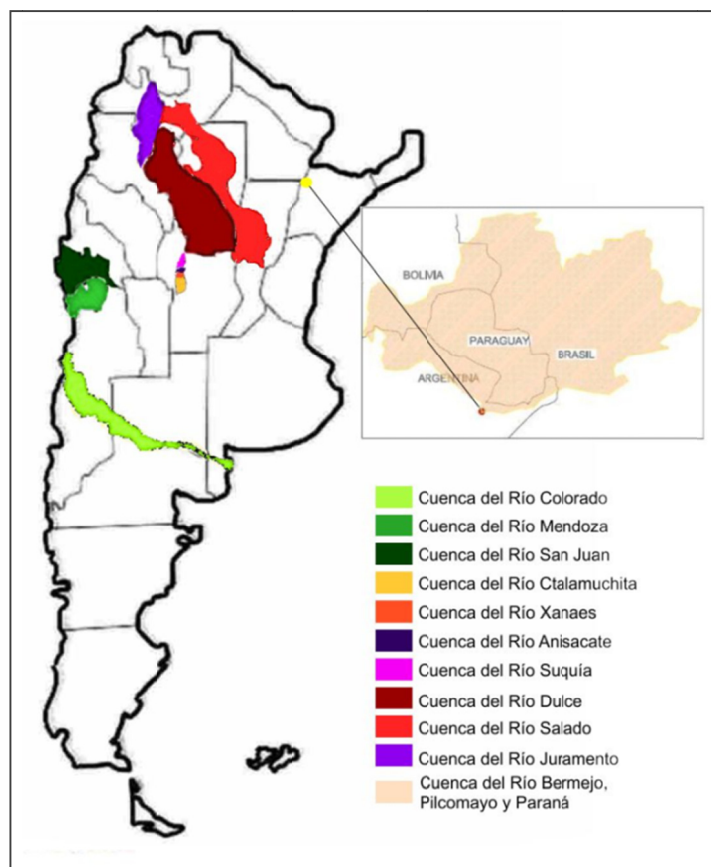 BOLIVIA
PARAGUAY
BRASIL
ARGENTINA
Cuenca del Río Colorado
Cuenca del Río Mendoza
Cuenca del Río San Juan
Cuenca del Río Ctalamuchita
Cuenca del Río Xanaes
Cuenca del Río Anisacate
Cuenca del Río Suquía
Cuenca del Río Dulce
Cuenca del Río Salado
Cuenca del Río Juramento
Cuenca del Río Bermejo,
Pilcomayo y Paraná